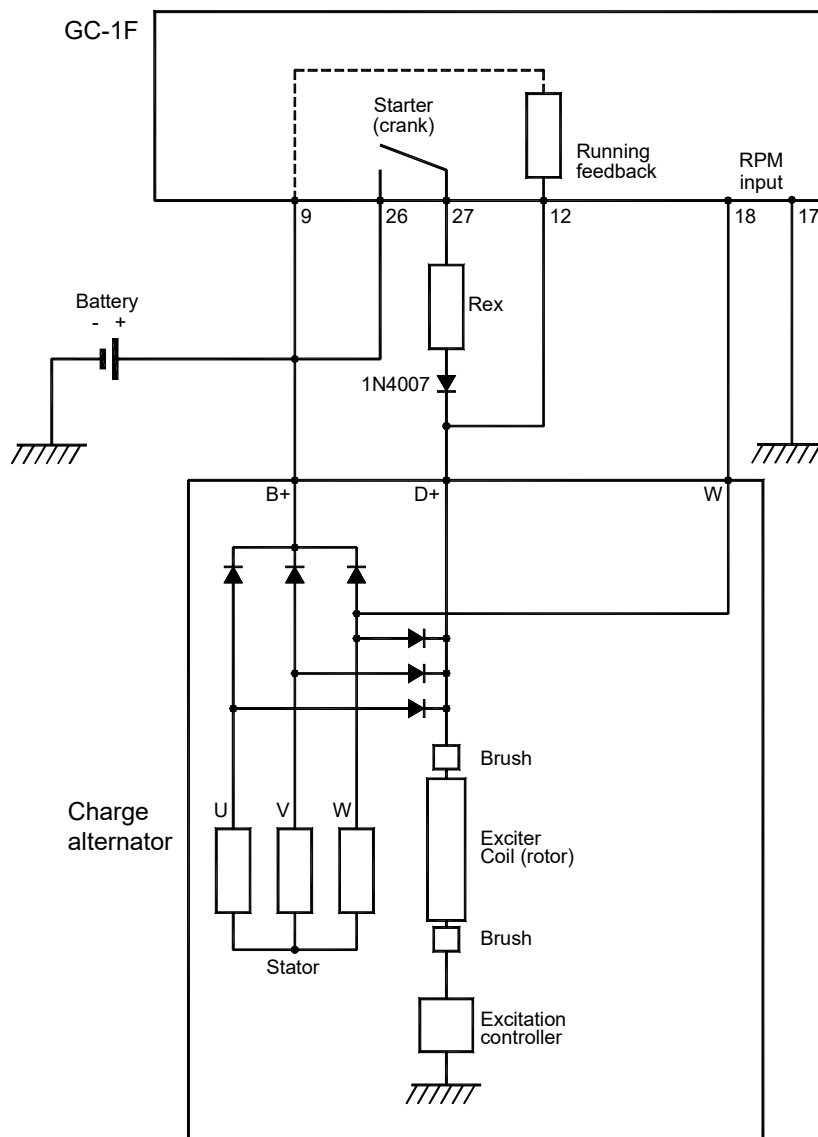 GC-1F
Starter
(crank)
Running
feedback
RPM
input
9
26
27
12
18
17
Battery
- +
Rex
1N4007
B+
D+
W
U
V
W
Brush
Charge
alternator
Exciter
Coil (rotor)
Brush
Stator
Excitation
controller